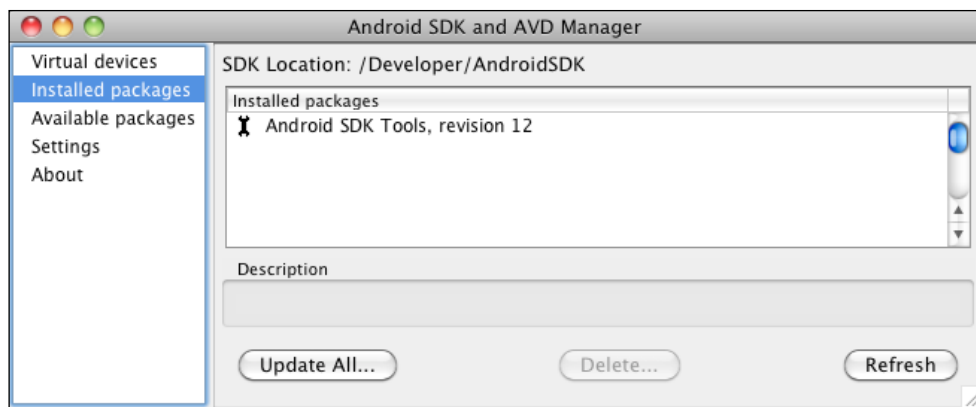 Android SDK and AVD Manager
Virtual devices
Installed packages
Available packages
Settings
About
SDK Location: /Developer/AndroidSDK
Installed packages
Android SDK Tools, revision 12
Description
Update All...
Delete...
Refresh